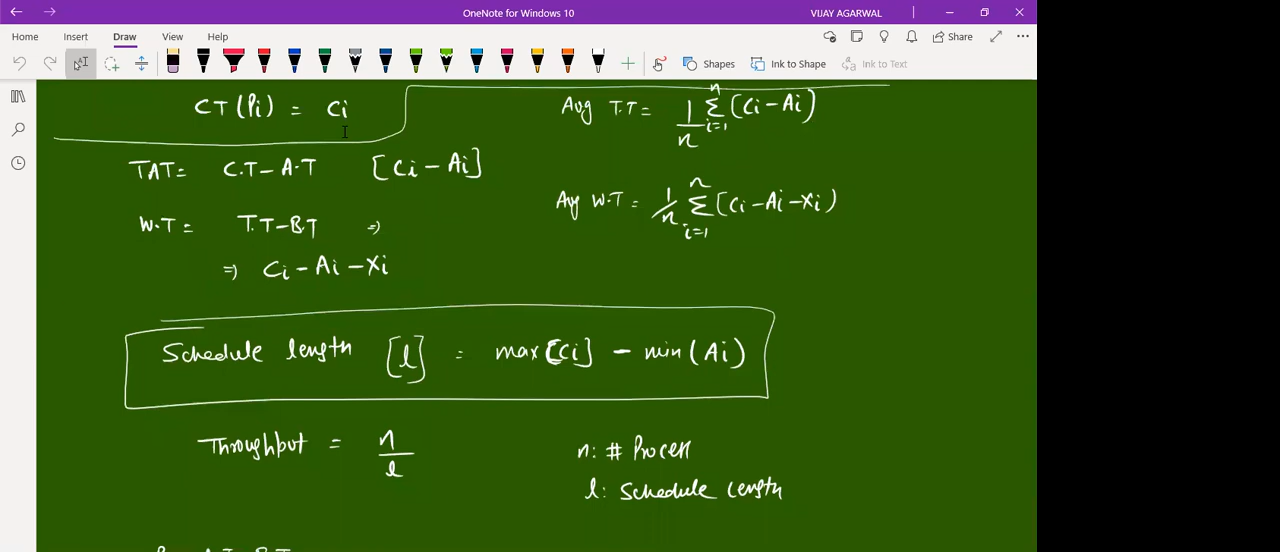 OneNote for Windows 10
VIJAY AGARWAL
Home Insert Draw View Help
Share
Shapes Ink to Shape Ink to Text
CT(Pi) = Ci
TAT = C.T - A.T [Ci - Ai]
W.T = T.T - B.T ⇒
⇒ Ci - Ai - Xi
Avg T.T = 1/n Σ i=1 n (Ci - Ai)
Avg W.T = 1/n Σ i=1 n (Ci - Ai - Xi)
Schedule length [l] = max[Ci] - min(Ai)
Throughput = n/l
n: # Process
l: Schedule length